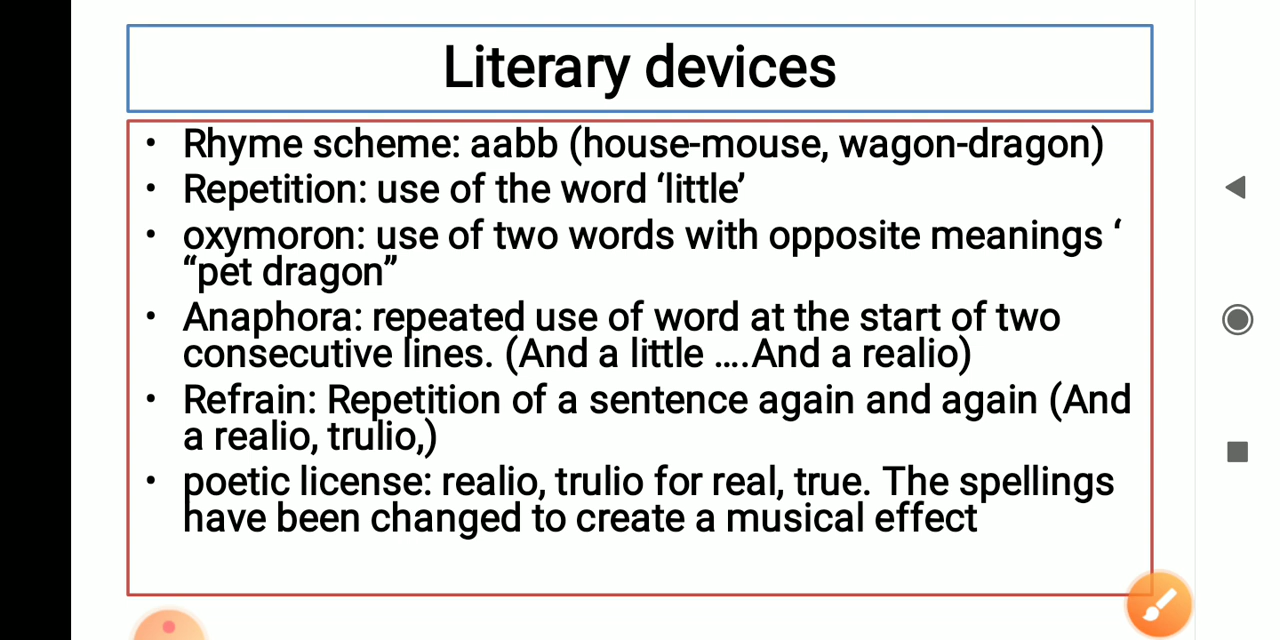 Literary devices
• Rhyme scheme: aabb (house-mouse, wagon-dragon)
• Repetition: use of the word ‘little’
• oxymoron: use of two words with opposite meanings ‘
“pet dragon”
• Anaphora: repeated use of word at the start of two
consecutive lines. (And a little ....And a realio)
• Refrain: Repetition of a sentence again and again (And
a realio, trulio,)
• poetic license: realio, trulio for real, true. The spellings
have been changed to create a musical effect